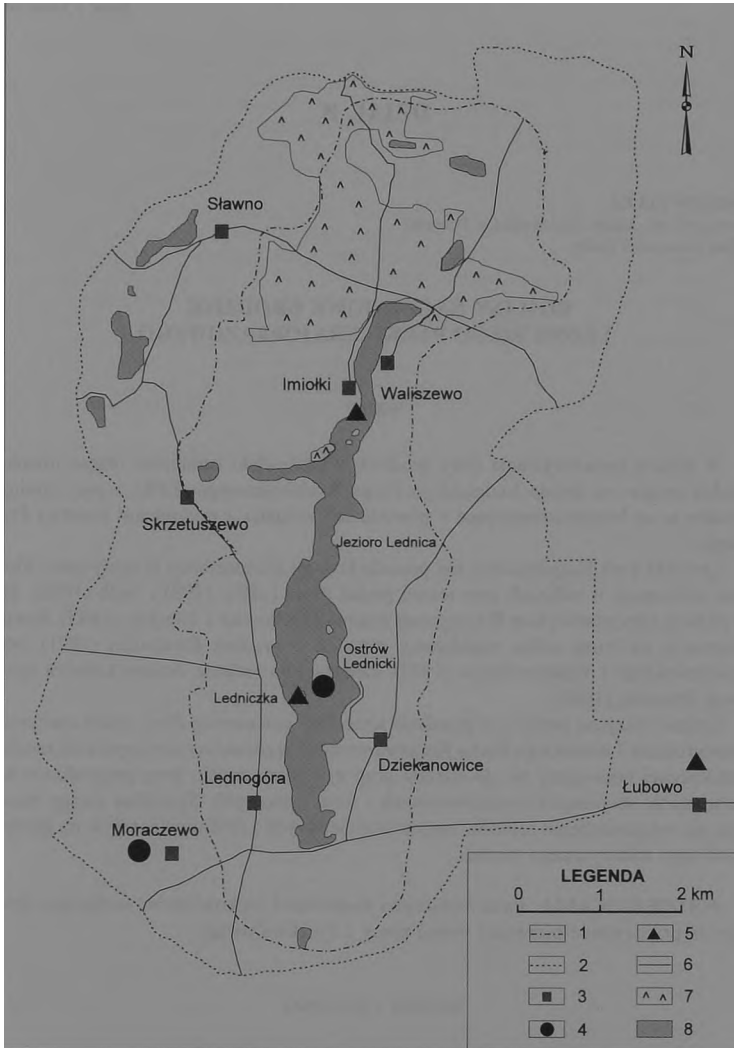 N
Sławno
Imiołki
Waliszewo
Skrzetuszewo
Jezioro Lednica
Ostrów
Lednicki
Ledniczka
Dziekanowice
Lednogóra
Łubowo
Moraczewo
LEGENDA
0 1 2 km
1 5
2 6
3 7
4 8